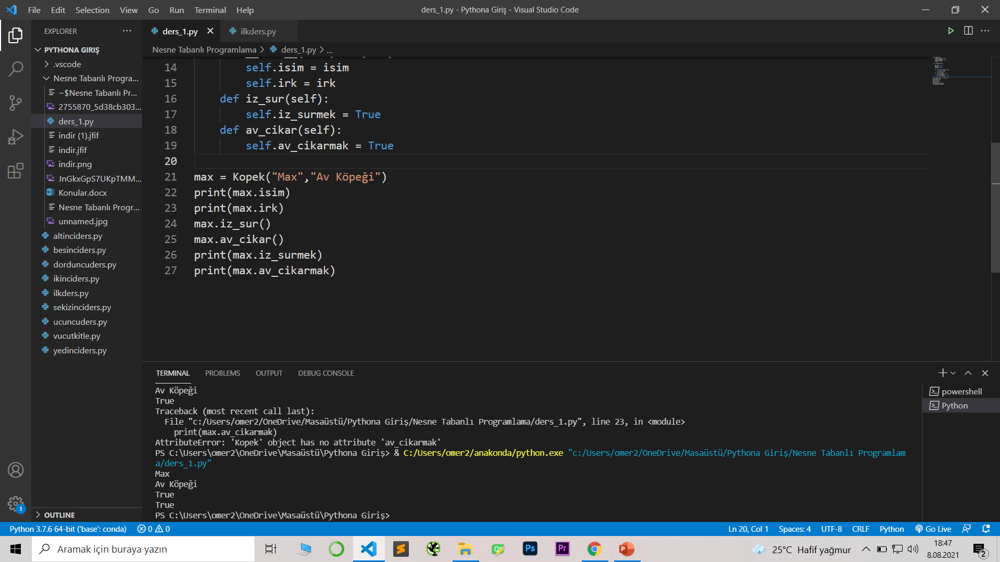 File Edit Selection View Go Run Terminal Help
ders_1.py - Pythona Giriş - Visual Studio Code
EXPLORER
PYTHONA GIRIŞ
.vscode
Nesne Tabanlı Progra...
~$Nesne Tabanlı Pr...
2755870_5d38cb303...
ders_1.py
indir (1).jfif
indir.jfif
indir.png
JnGkxGpS7UKpTMM...
Konular.docx
Nesne Tabanlı Progr...
unnamed.jpg
altinciders.py
besinciders.py
dorduncuders.py
ikinciders.py
ilkders.py
sekizinciders.py
ucuncuders.py
vucutkitle.py
yedinciders.py
OUTLINE
ders_1.py ilkders.py
Nesne Tabanlı Programlama > ders_1.py > ...
14 self.isim = isim
15 self.irk = irk
16 def iz_sur(self):
17 self.iz_surmek = True
18 def av_cikar(self):
19 self.av_cikarmak = True
20
21 max = Kopek("Max","Av Köpeği")
22 print(max.isim)
23 print(max.irk)
24 max.iz_sur()
25 max.av_cikar()
26 print(max.iz_surmek)
27 print(max.av_cikarmak)
TERMINAL PROBLEMS OUTPUT DEBUG CONSOLE
Av Köpeği
True
Traceback (most recent call last):
File "c:/Users/omer2/OneDrive/Masaüstü/Pythona Giriş/Nesne Tabanlı Programlama/ders_1.py", line 23, in <module>
print(max.av_cikarmak)
AttributeError: 'Kopek' object has no attribute 'av_cikarmak'
PS C:\Users\omer2\OneDrive\Masaüstü\Pythona Giriş> & C:/Users/omer2/anakonda/python.exe "c:/Users/omer2/OneDrive/Masaüstü/Pythona Giriş/Nesne Tabanlı Programlam
a/ders_1.py"
Max
Av Köpeği
True
True
PS C:\Users\omer2\OneDrive\Masaüstü\Pythona Giriş>
powershell
Python
1
Python 3.7.6 64-bit ('base': conda) 0 0
Ln 20, Col 1 Spaces: 4 UTF-8 CRLF Python Go Live
Aramak için buraya yazın
Ps Pr
25°C Hafif yağmur
18:47
8.08.2021
2